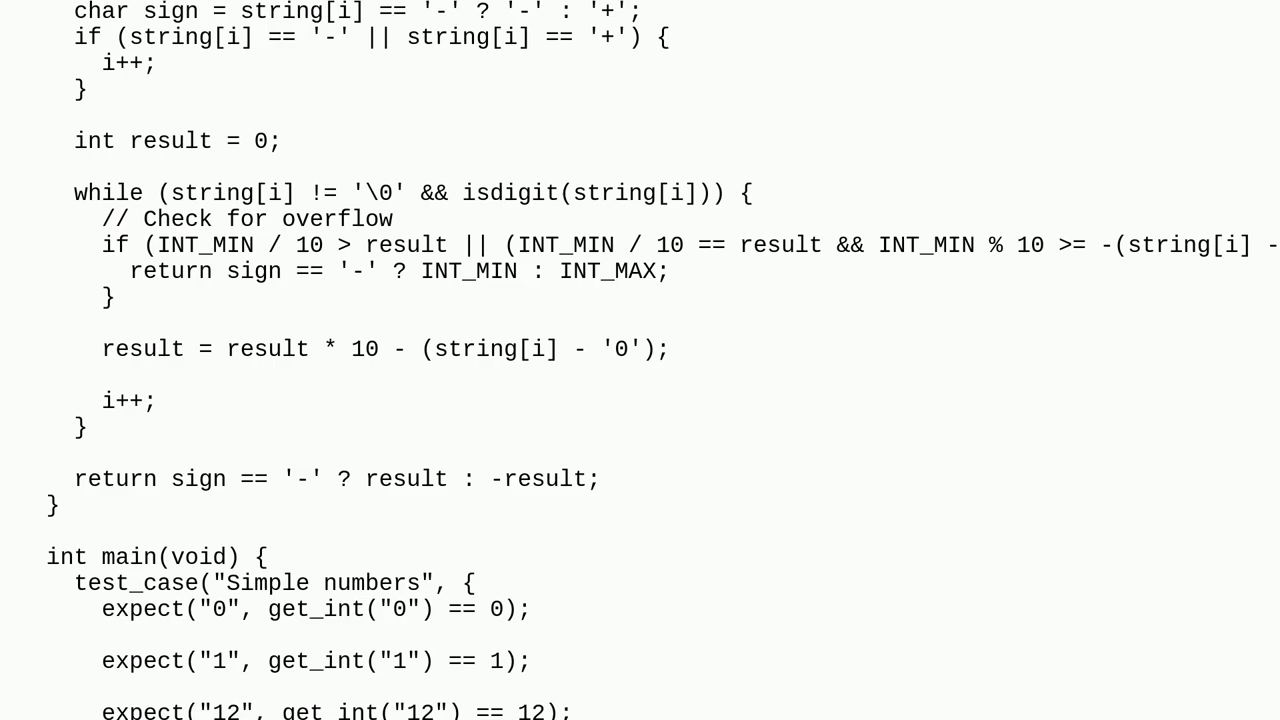 char sign = string[i] == '-' ? '-' : '+';
if (string[i] == '-' || string[i] == '+') {
i++;
}
int result = 0;
while (string[i] != '\0' && isdigit(string[i])) {
// Check for overflow
if (INT_MIN / 10 > result || (INT_MIN / 10 == result && INT_MIN % 10 >= -(string[i] -
return sign == '-' ? INT_MIN : INT_MAX;
}
result = result * 10 - (string[i] - '0');
i++;
}
return sign == '-' ? result : -result;
}
int main(void) {
test_case("Simple numbers", {
expect("0", get_int("0") == 0);
expect("1", get_int("1") == 1);
expect("12", get_int("12") == 12);